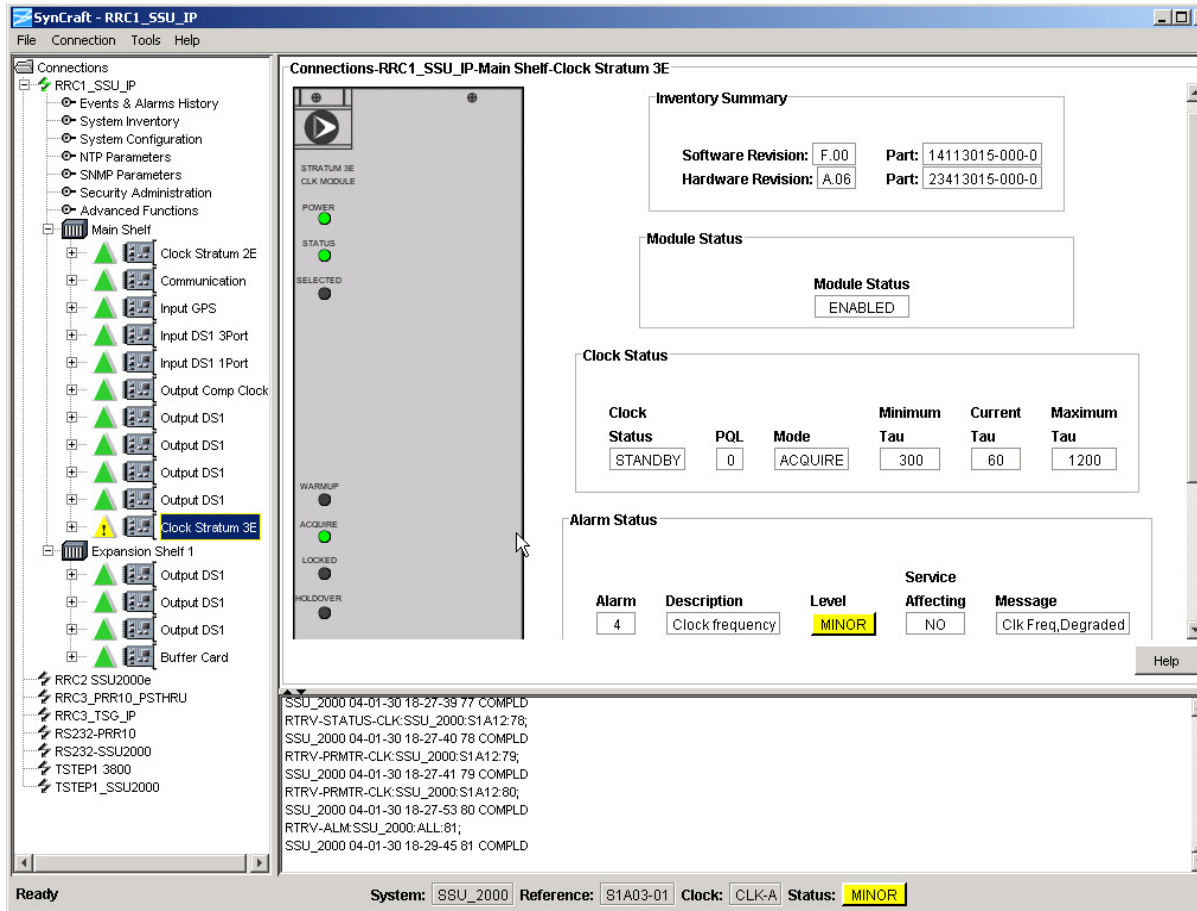 SynCraft - RRC1_SSU_IP
File Connection Tools Help
Connections
RRC1_SSU_IP
Events & Alarms History
System Inventory
System Configuration
NTP Parameters
SNMP Parameters
Security Administration
Advanced Functions
Main Shelf
Clock Stratum 2E
Communication
Input GPS
Input DS1 3Port
Input DS1 1Port
Output Comp Clock
Output DS1
Output DS1
Output DS1
Output DS1
Clock Stratum 3E
Expansion Shelf 1
Output DS1
Output DS1
Output DS1
Buffer Card
RRC2 SSU2000e
RRC3_PRR10_PSTHRU
RRC3_TSG_IP
RS232-PRR10
RS232-SSU2000
TSTEP1 3800
TSTEP1_SSU2000
Connections-RRC1_SSU_IP-Main Shelf-Clock Stratum 3E
STRATUM 3E
CLK MODULE
POWER
STATUS
SELECTED
WARMUP
ACQUIRE
LOCKED
HOLDOVER
Inventory Summary
Software Revision: F.00 Part: 14113015-000-0
Hardware Revision: A.06 Part: 23413015-000-0
Module Status
Module Status
ENABLED
Clock Status
Clock Minimum Current Maximum
Status PQL Mode Tau Tau Tau
STANDBY 0 ACQUIRE 300 60 1200
Alarm Status
Service
Alarm Description Level Affecting Message
4 Clock frequency MINOR NO Clk Freq,Degraded
Help
SSU_2000 04-01-30 18-27-39 77 COMPLD
RTRV-STATUS-CLK:SSU_2000:S1A12:78;
SSU_2000 04-01-30 18-27-40 78 COMPLD
RTRV-PRMTR-CLK:SSU_2000:S1A12:79;
SSU_2000 04-01-30 18-27-41 79 COMPLD
RTRV-PRMTR-CLK:SSU_2000:S1A12:80;
SSU_2000 04-01-30 18-27-53 80 COMPLD
RTRV-ALM:SSU_2000:ALL:81;
SSU_2000 04-01-30 18-29-45 81 COMPLD
Ready System: SSU_2000 Reference: S1A03-01 Clock: CLK-A Status: MINOR